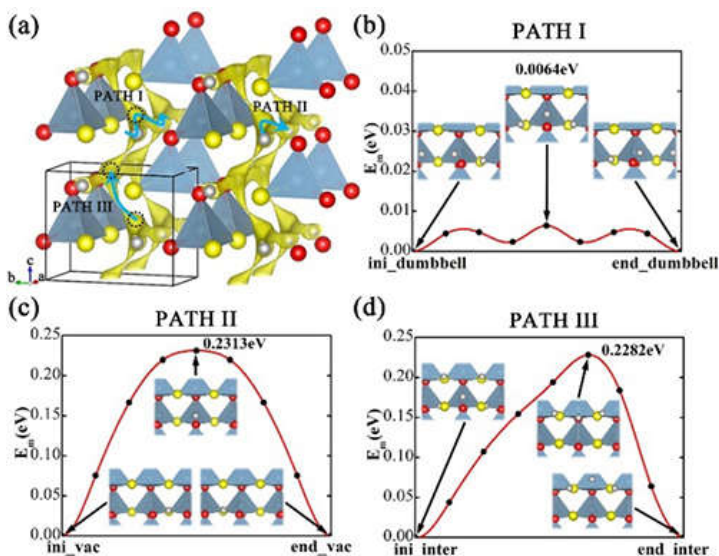 (a)
PATH I
PATH II
PATH III
c
b
a
(b)
PATH I
0.05
0.04
0.03
0.02
0.01
0.00
E_m(eV)
0.0064eV
ini_dumbbell
end_dumbbell
(c)
PATH II
0.25
0.20
0.15
0.10
0.05
0.00
E_m(eV)
0.2313eV
ini_vac
end_vac
(d)
PATH III
0.25
0.20
0.15
0.10
0.05
0.00
E_m(eV)
0.2282eV
ini_inter
end_inter